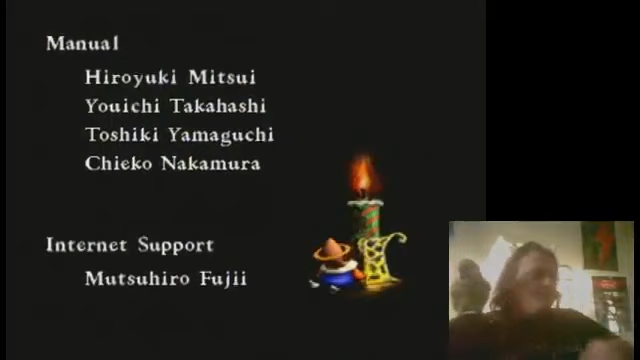 Manual
Hiroyuki Mitsui
Youichi Takahashi
Toshiki Yamaguchi
Chieko Nakamura
Internet Support
Mutsuhiro Fujii